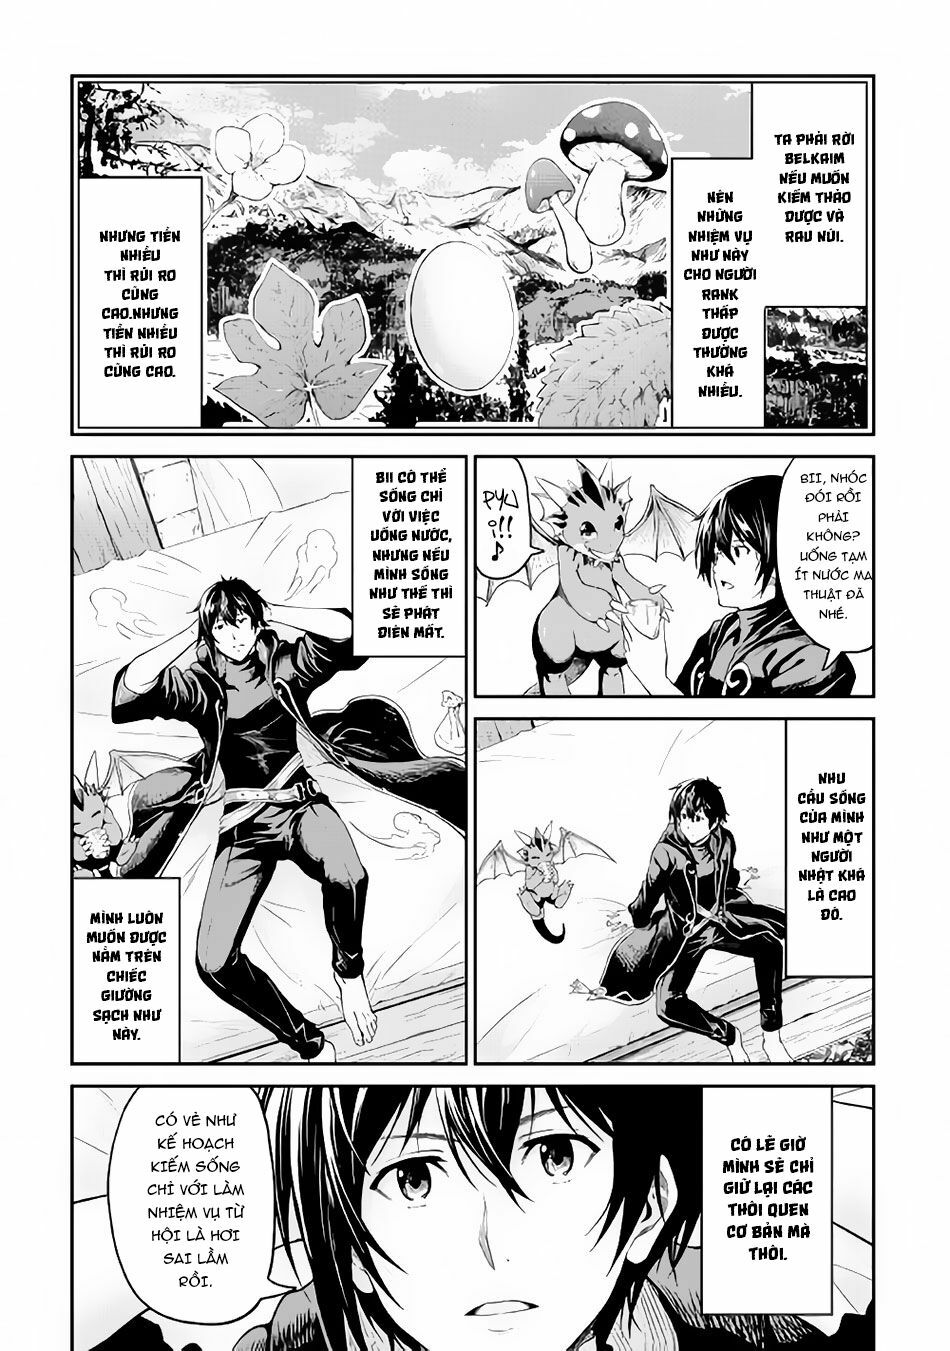 TA PHẢI RỜI
BELKAIM
NẾU MUỐN
KIẾM THẢO
DƯỢC VÀ
RAU NÚI.
NÊN
NHỮNG
NHIỆM VỤ
NHƯ NÀY
CHO NGƯỜI
RANK
THẤP
ĐƯỢC
THƯỞNG
KHÁ
NHIỀU.
NHƯNG TIỀN
NHIỀU
THÌ RỦI RO
CŨNG
CAO.NHƯNG
TIỀN NHIỀU
THÌ RỦI RO
CŨNG CAO.
BII, NHÓC
ĐÓI RỒI
PHẢI
KHÔNG?
UỐNG TẠM
ÍT NƯỚC MA
THUẬT ĐÃ
NHÉ.
PYU
I!!
♪
BII CÓ THỂ
SỐNG CHỈ
VỚI VIỆC
UỐNG NƯỚC,
NHƯNG NẾU
MÌNH SỐNG
NHƯ THẾ THÌ
SẼ PHÁT
ĐIÊN MẤT.
MÌNH LUÔN
MUỐN ĐƯỢC
NẰM TRÊN
CHIẾC
GIƯỜNG
SẠCH NHƯ
NÀY.
NHU
CẦU SỐNG
CỦA MÌNH
NHƯ MỘT
NGƯỜI
NHẬT KHÁ
LÀ CAO
ĐÓ.
CÓ LẼ GIỜ
MÌNH SẼ CHỈ
GIỮ LẠI CÁC
THÓI QUEN
CƠ BẢN MÀ
THÔI.
CÓ VẺ NHƯ
KẾ HOẠCH
KIẾM SỐNG
CHỈ VỚI LÀM
NHIỆM VỤ TỪ
HỘI LÀ HƠI
SAI LẦM
RỒI.